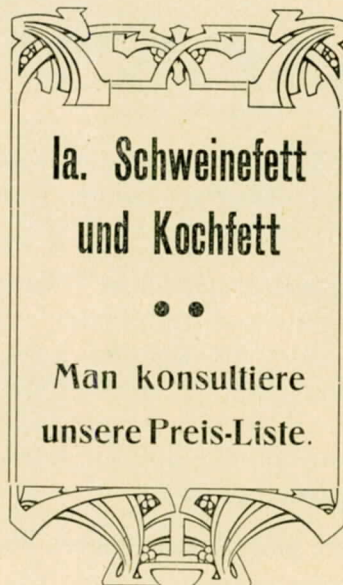 Ia. Schweinefett
und Kochfett
Man konsultiere
unsere Preis-Liste.